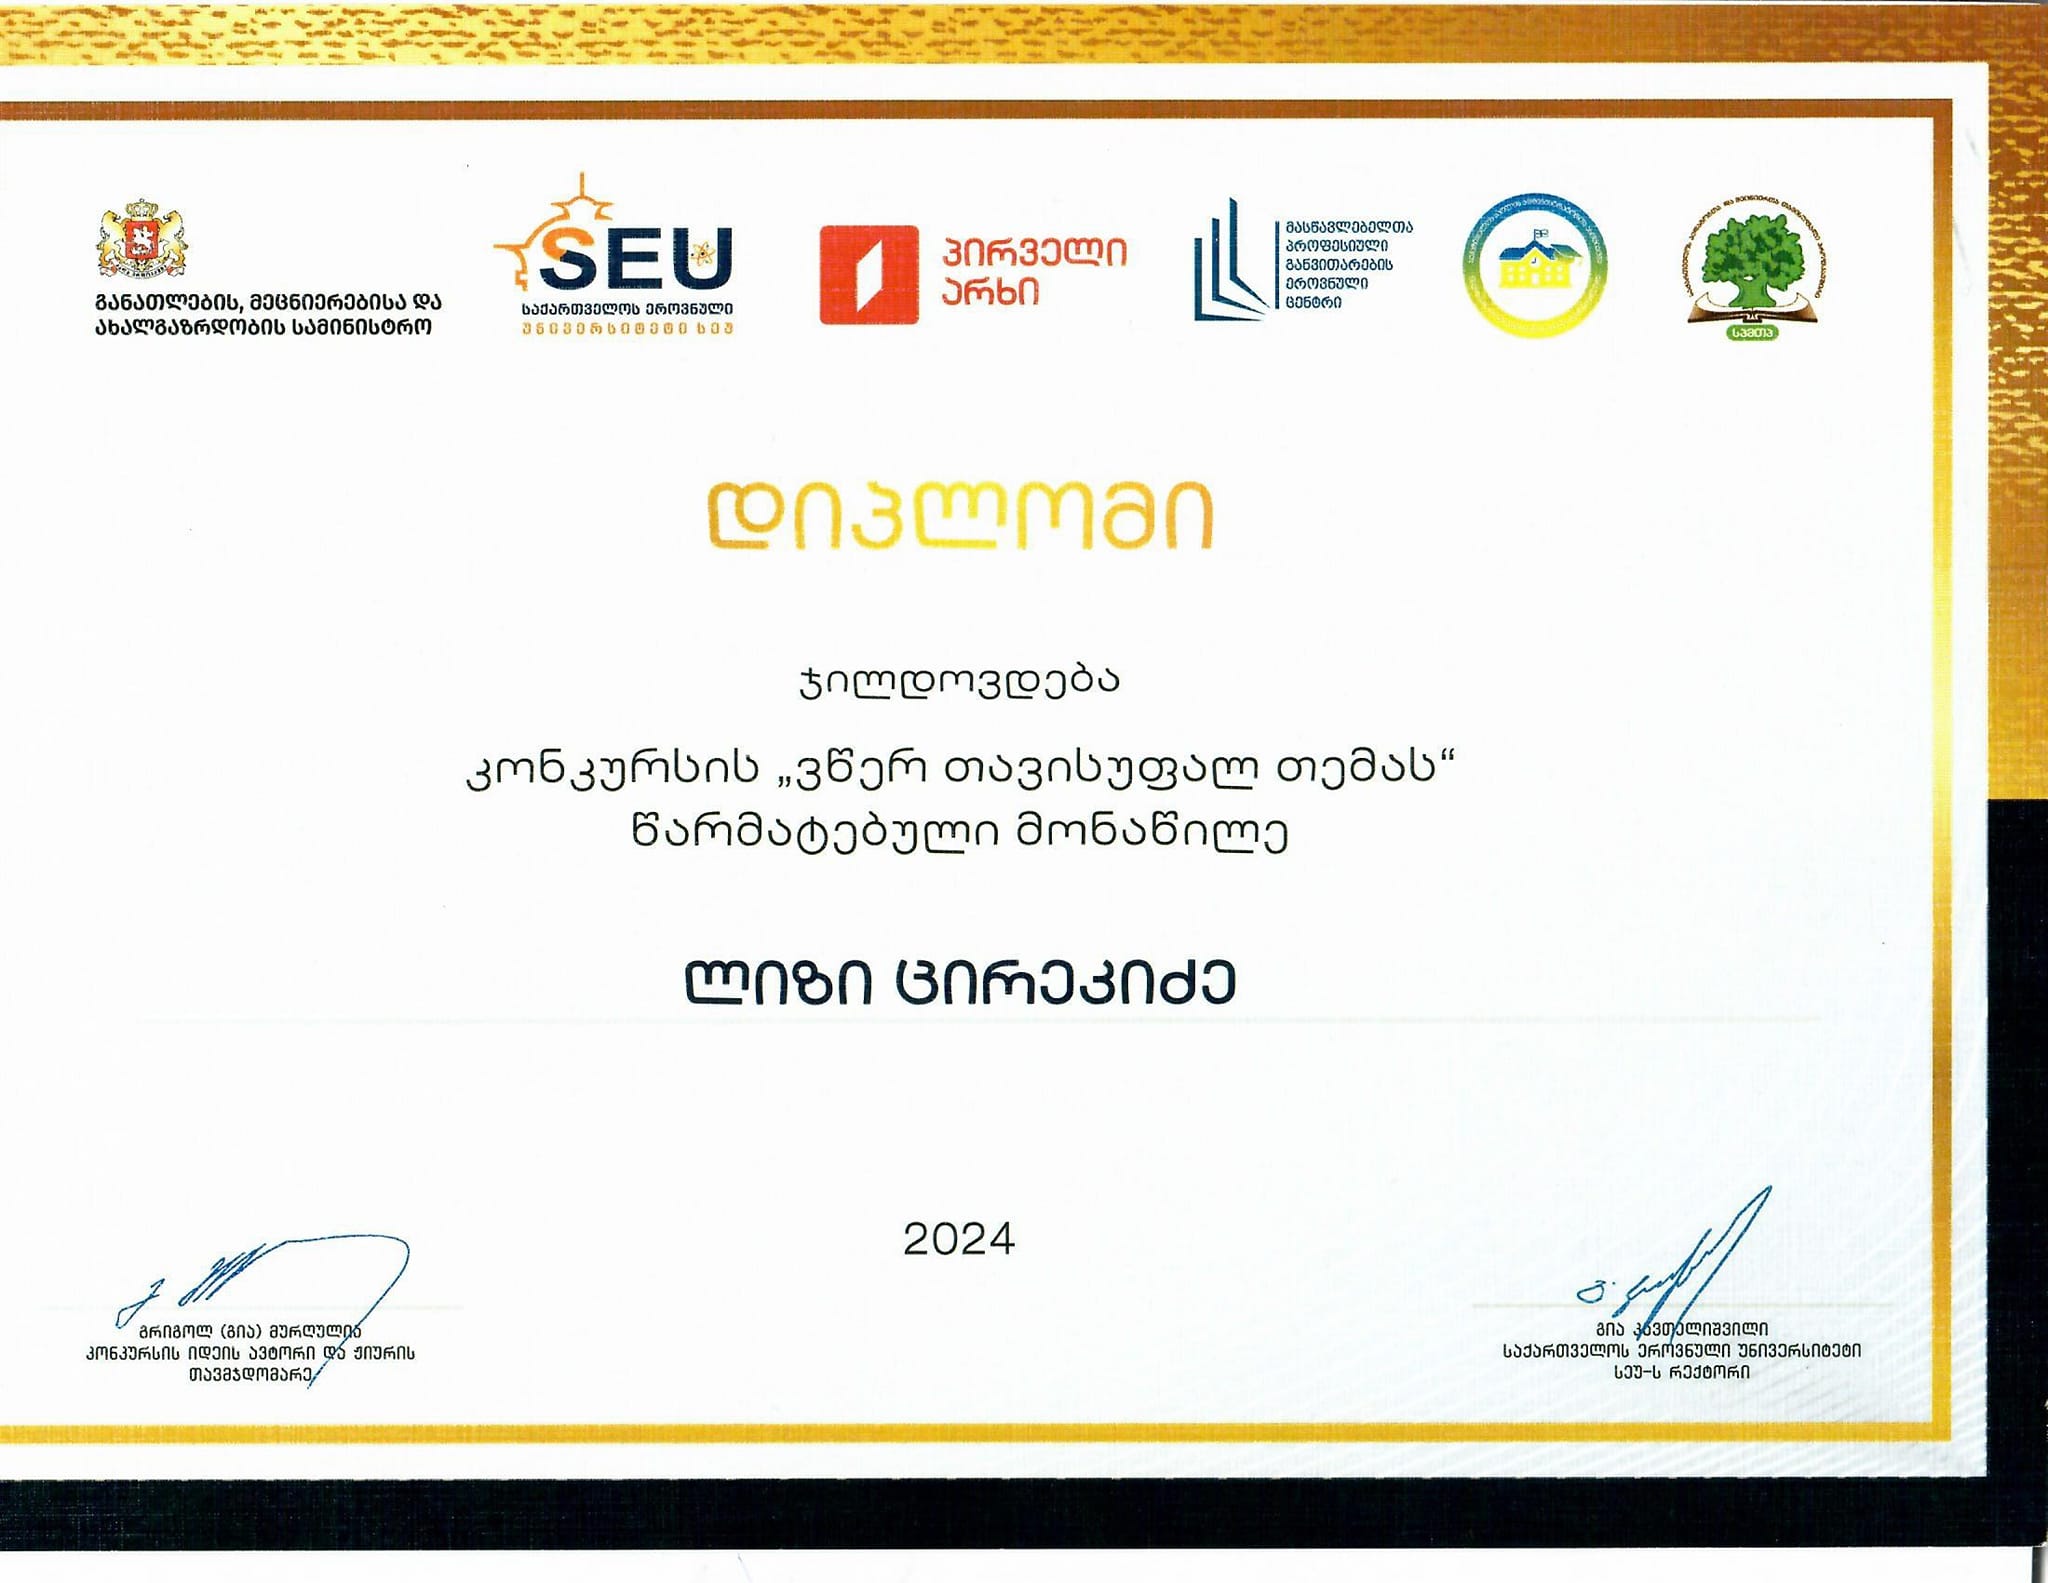 განათლების, მეცნიერებისა და
ახალგაზრდობის სამინისტრო
SEU
საქართველოს ეროვნული
უნივერსიტეტი სეუ
პირველი
არხი
მასწავლებელთა
პროფესიული
განვითარების
ეროვნული
ცენტრი
სპმთა
დიპლომი
ჯილდოვდება
კონკურსის „ვწერ თავისუფალ თემას“
წარმატებული მონაწილე
ლიზი ცირეკიძე
2024
გრიგოლ (გია) მურღულია
კონკურსის იდეის ავტორი და ჟიურის
თავმჯდომარე
გია კავთელიშვილი
საქართველოს ეროვნული უნივერსიტეტი
სეუ-ს რექტორი